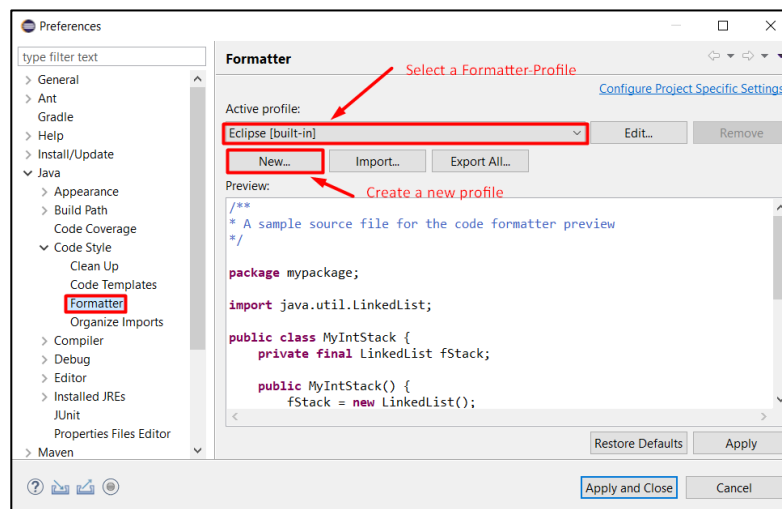 Preferences
type filter text
General
Ant
Gradle
Help
Install/Update
Java
Appearance
Build Path
Code Coverage
Code Style
Clean Up
Code Templates
Formatter
Organize Imports
Compiler
Debug
Editor
Installed JREs
JUnit
Properties Files Editor
Maven
Formatter
Select a Formatter-Profile
Configure Project Specific Settings
Active profile:
Eclipse [built-in]
Edit...
Remove
New...
Import...
Export All...
Preview:
Create a new profile
/**
* A sample source file for the code formatter preview
*/
package mypackage;
import java.util.LinkedList;
public class MyIntStack {
private final LinkedList fStack;
public MyIntStack() {
fStack = new LinkedList();
Restore Defaults
Apply
Apply and Close
Cancel